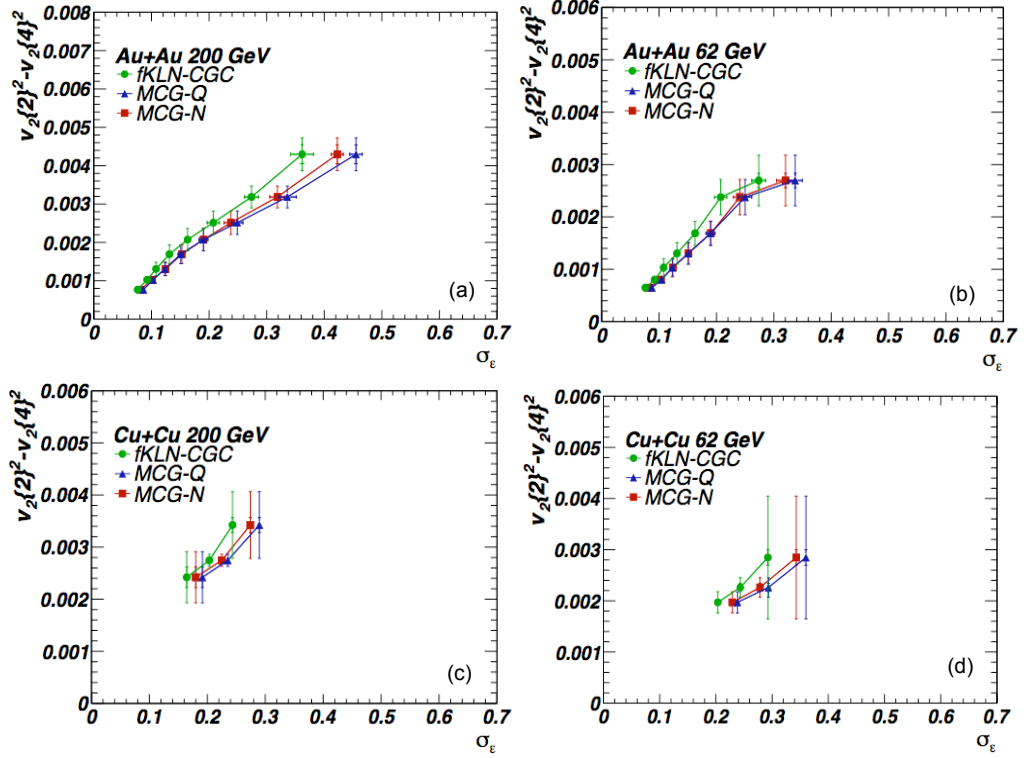 v₂{2}²-v₂{4}²
0.008
0.007
0.006
0.005
0.004
0.003
0.002
0.001
0
Au+Au 200 GeV
fKLN-CGC
MCG-Q
MCG-N
(a)
0 0.1 0.2 0.3 0.4 0.5 0.6 0.7
σε
v₂{2}²-v₂{4}²
0.006
0.005
0.004
0.003
0.002
0.001
0
Au+Au 62 GeV
fKLN-CGC
MCG-Q
MCG-N
(b)
0 0.1 0.2 0.3 0.4 0.5 0.6 0.7
σε
v₂{2}²-v₂{4}²
0.006
0.005
0.004
0.003
0.002
0.001
0
Cu+Cu 200 GeV
fKLN-CGC
MCG-Q
MCG-N
(c)
0 0.1 0.2 0.3 0.4 0.5 0.6 0.7
σε
v₂{2}²-v₂{4}²
0.006
0.005
0.004
0.003
0.002
0.001
0
Cu+Cu 62 GeV
fKLN-CGC
MCG-Q
MCG-N
(d)
0 0.1 0.2 0.3 0.4 0.5 0.6 0.7
σε